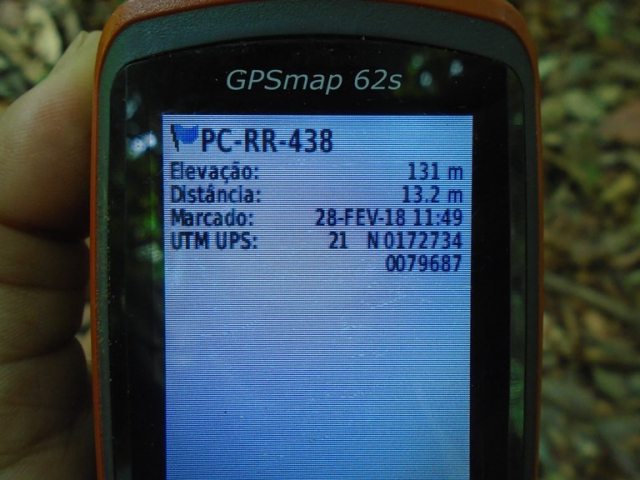 GPSmap 62s
PC-RR-438
Elevação: 131 m
Distância: 13.2 m
Marcado: 28-FEV-18 11:49
UTM UPS: 21 N 0172734
0079687